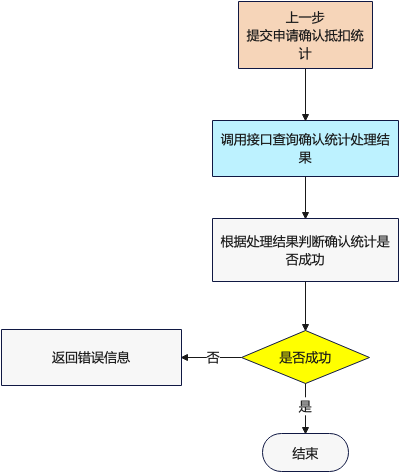 上一步
提交申请确认抵扣统
计
调用接口查询确认统计处理结
果
根据处理结果判断确认统计是
否成功
返回错误信息
否
是否成功
是
结束